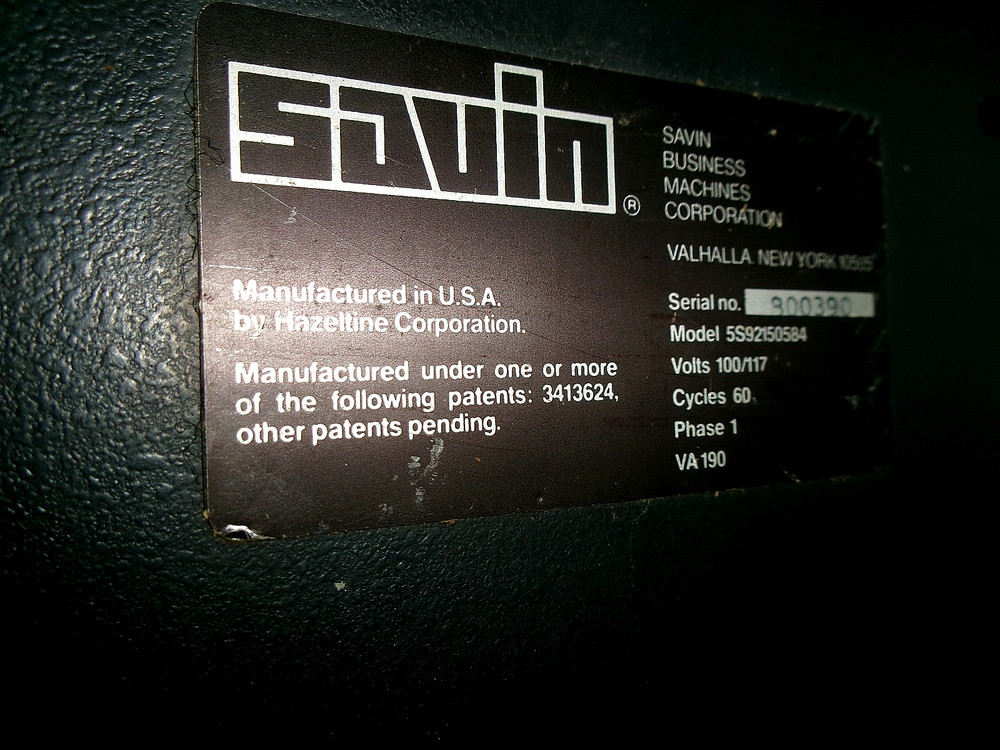 savin ®
SAVIN
BUSINESS
MACHINES
CORPORATION
VALHALLA, NEW YORK 10595
Manufactured in U.S.A.
by Hazeltine Corporation.
Manufactured under one or more
of the following patents: 3413624,
other patents pending.
Serial no. 900390
Model 5S92150584
Volts 100/117
Cycles 60
Phase 1
VA 190